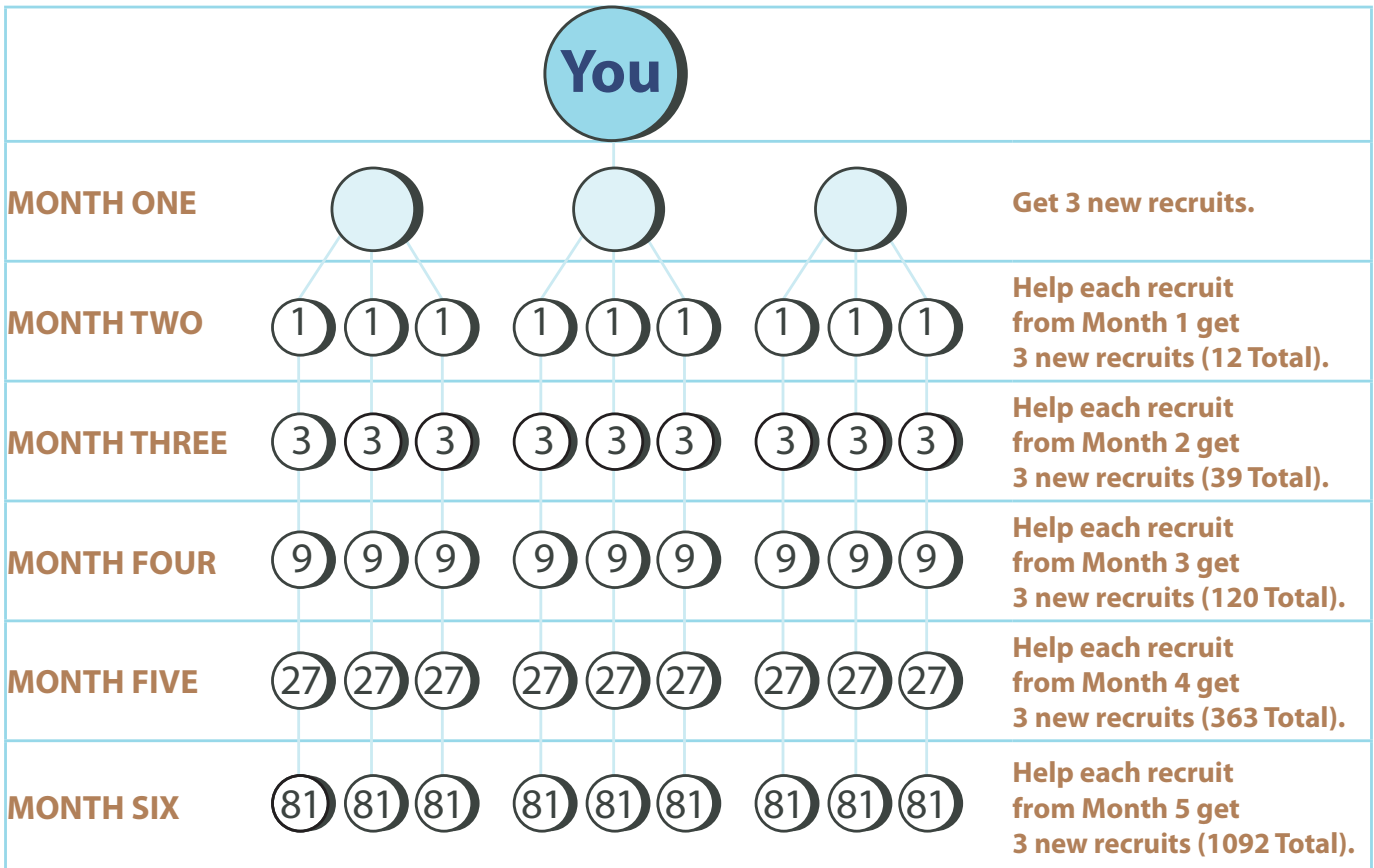 You
MONTH ONE
Get 3 new recruits.
MONTH TWO
1 1 1 1 1 1 1 1 1
Help each recruit
from Month 1 get
3 new recruits (12 Total).
MONTH THREE
3 3 3 3 3 3 3 3 3
Help each recruit
from Month 2 get
3 new recruits (39 Total).
MONTH FOUR
9 9 9 9 9 9 9 9 9
Help each recruit
from Month 3 get
3 new recruits (120 Total).
MONTH FIVE
27 27 27 27 27 27 27 27 27
Help each recruit
from Month 4 get
3 new recruits (363 Total).
MONTH SIX
81 81 81 81 81 81 81 81 81
Help each recruit
from Month 5 get
3 new recruits (1092 Total).